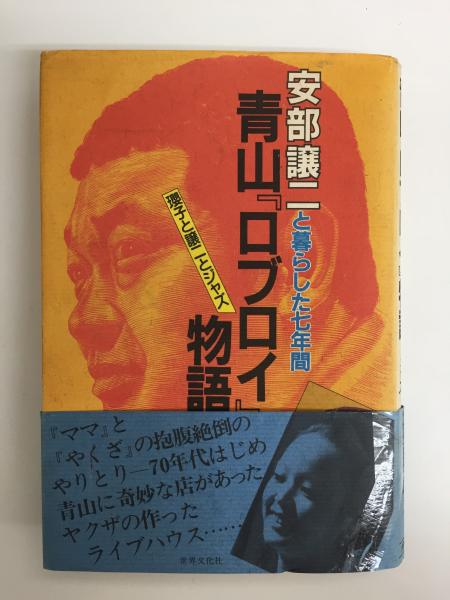 安部譲二と暮らした七年間
青山『ロブロイ』
物語
瓔子と譲二とジャズ
『ママ』と
『やくざ』の抱腹絶倒の
やりとり―70年代はじめ
青山に奇妙な店があった
ヤクザの作った
ライブハウス……
世界文化社